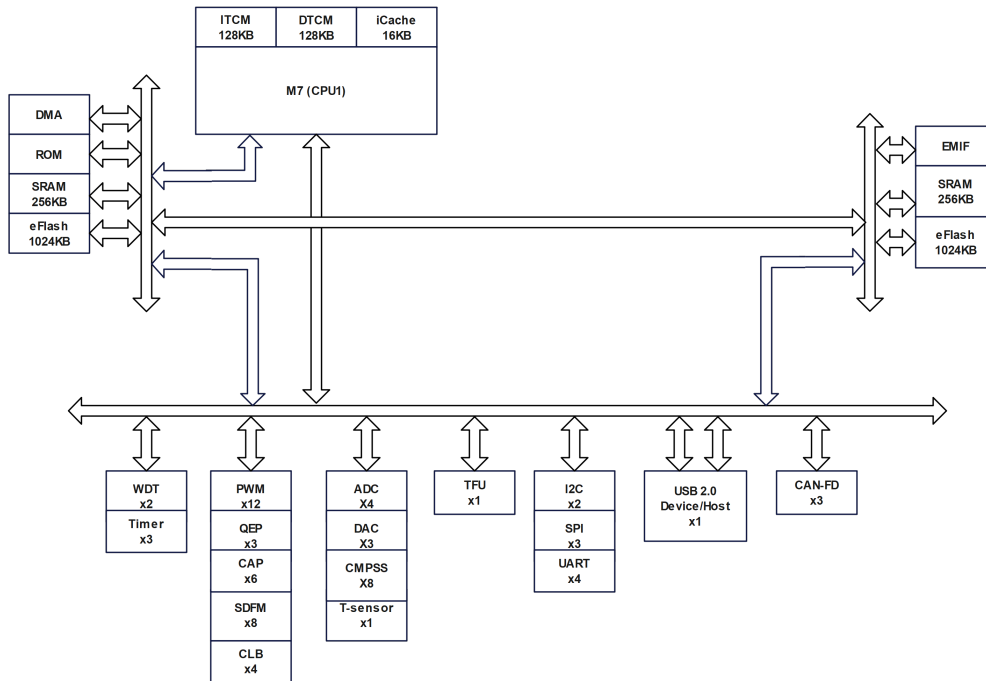 ITCM
128KB
DTCM
128KB
iCache
16KB
M7 (CPU1)
DMA
ROM
SRAM
256KB
eFlash
1024KB
EMIF
SRAM
256KB
eFlash
1024KB
WDT
x2
Timer
x3
PWM
x12
QEP
x3
CAP
x6
SDFM
x8
CLB
x4
ADC
X4
DAC
X3
CMPSS
X8
T-sensor
x1
TFU
x1
I2C
x2
SPI
x3
UART
x4
USB 2.0
Device/Host
x1
CAN-FD
x3